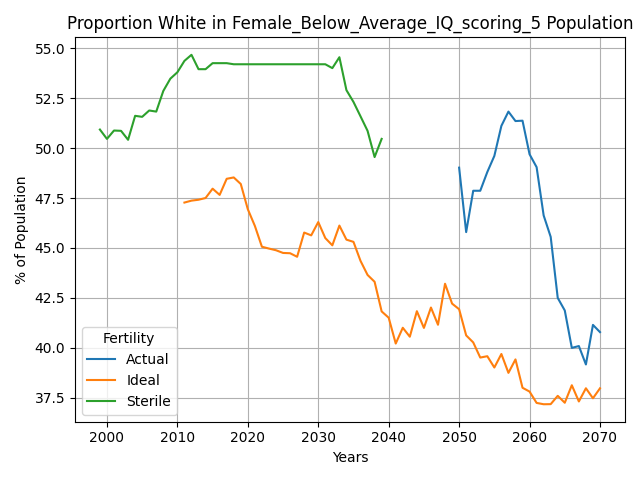 Proportion White in Female_Below_Average_IQ_scoring_5 Population
% of Population
55.0
52.5
50.0
47.5
45.0
42.5
40.0
37.5
Fertility
Actual
Ideal
Sterile
2000 2010 2020 2030 2040 2050 2060 2070
Years